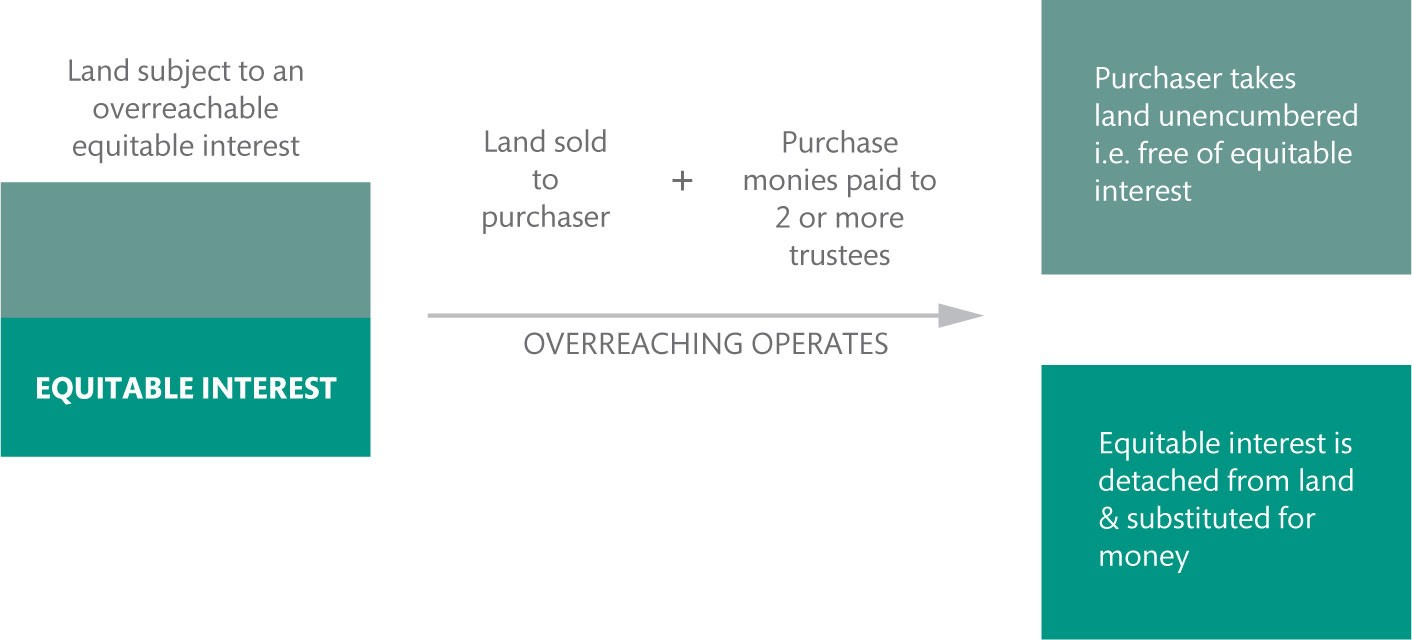 Land subject to an
overreachable
equitable interest
EQUITABLE INTEREST
Land sold
to
purchaser
+
Purchase
monies paid to
2 or more
trustees
OVERREACHING OPERATES
Purchaser takes
land unencumbered
i.e. free of equitable
interest
Equitable interest is
detached from land
& substituted for
money